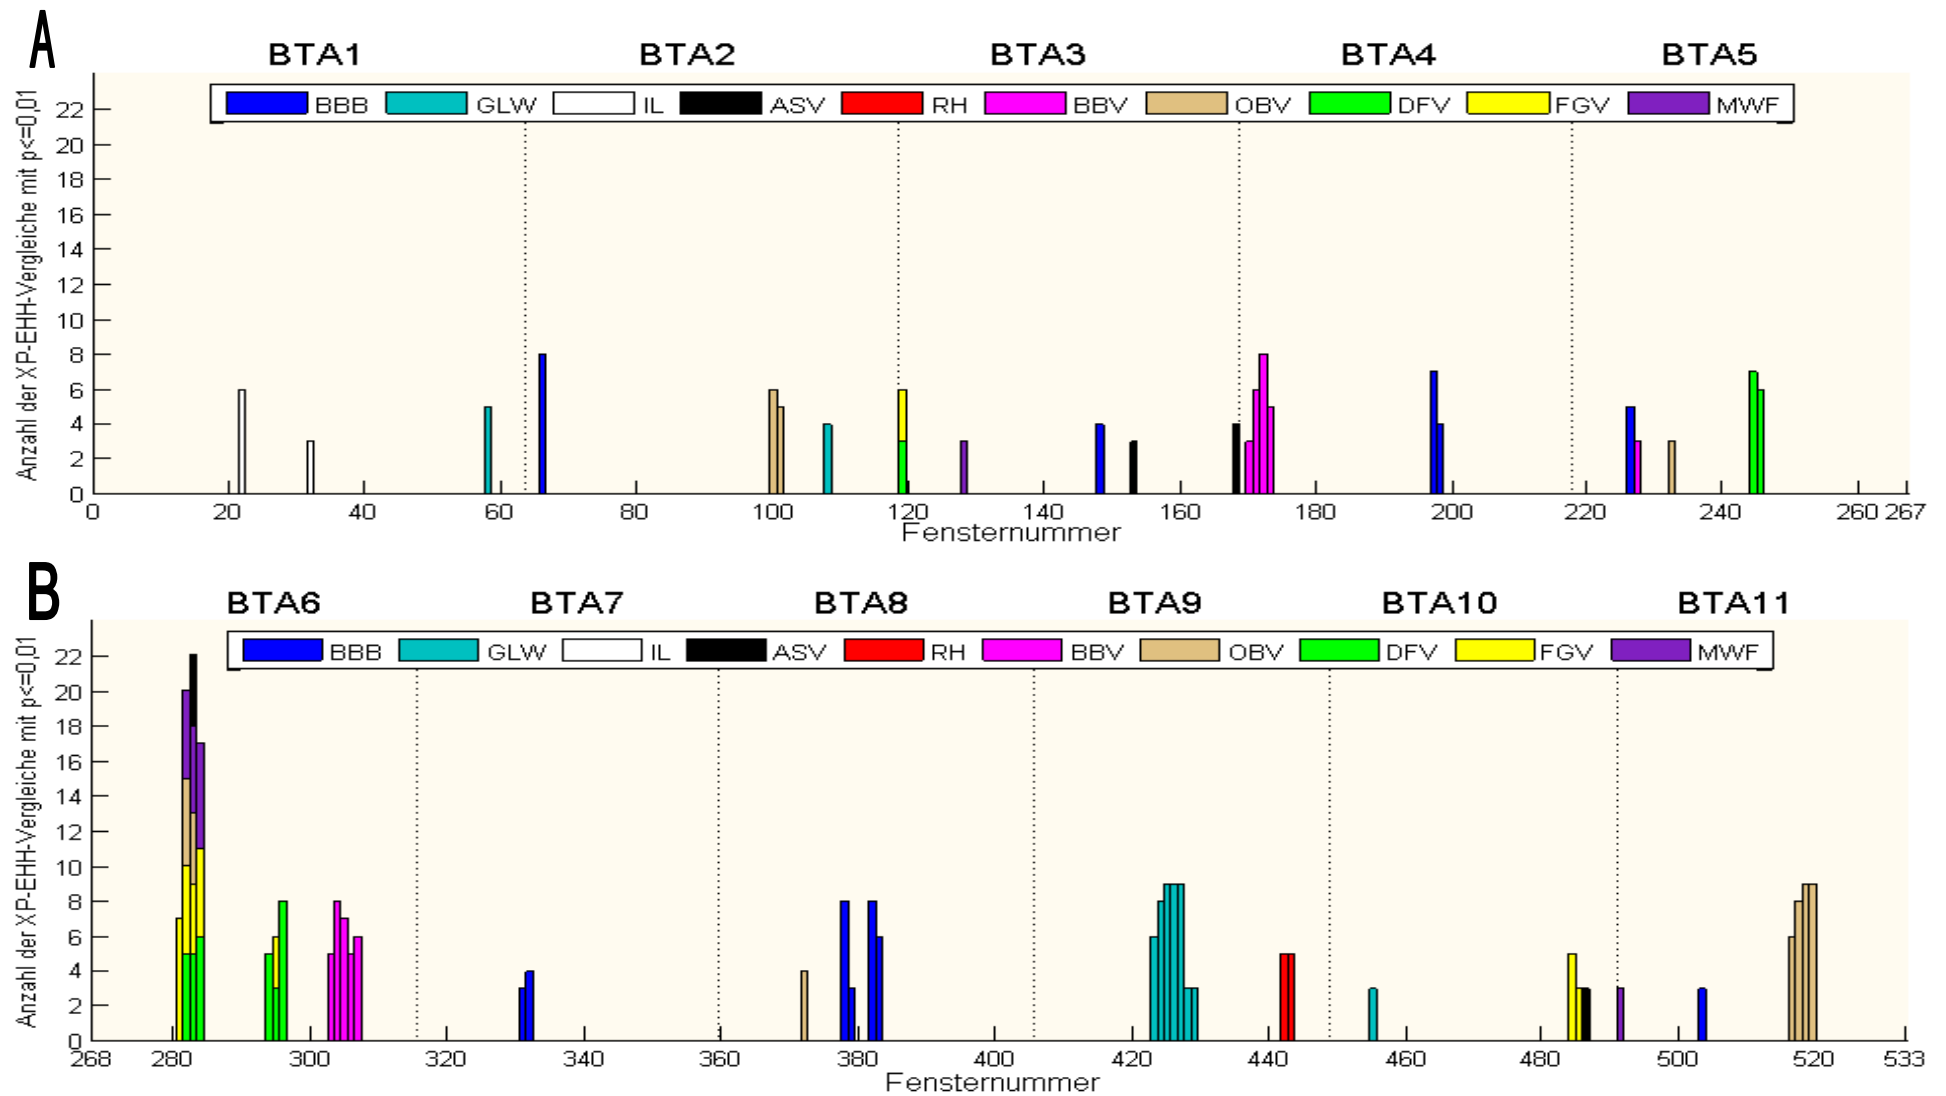 A
BTA1 BTA2 BTA3 BTA4 BTA5
Anzahl der XP-EHH-Vergleiche mit p<=0,01
BBB GLW IL ASV RH BBV OBV DFV FGV MWF
22
20
18
16
14
12
10
8
6
4
2
0
0 20 40 60 80 100 120 140 160 180 200 220 240 260 267
Fensternummer
B
BTA6 BTA7 BTA8 BTA9 BTA10 BTA11
Anzahl der XP-EHH-Vergleiche mit p<=0,01
BBB GLW IL ASV RH BBV OBV DFV FGV MWF
22
20
18
16
14
12
10
8
6
4
2
0
268 280 300 320 340 360 380 400 420 440 460 480 500 520 533
Fensternummer